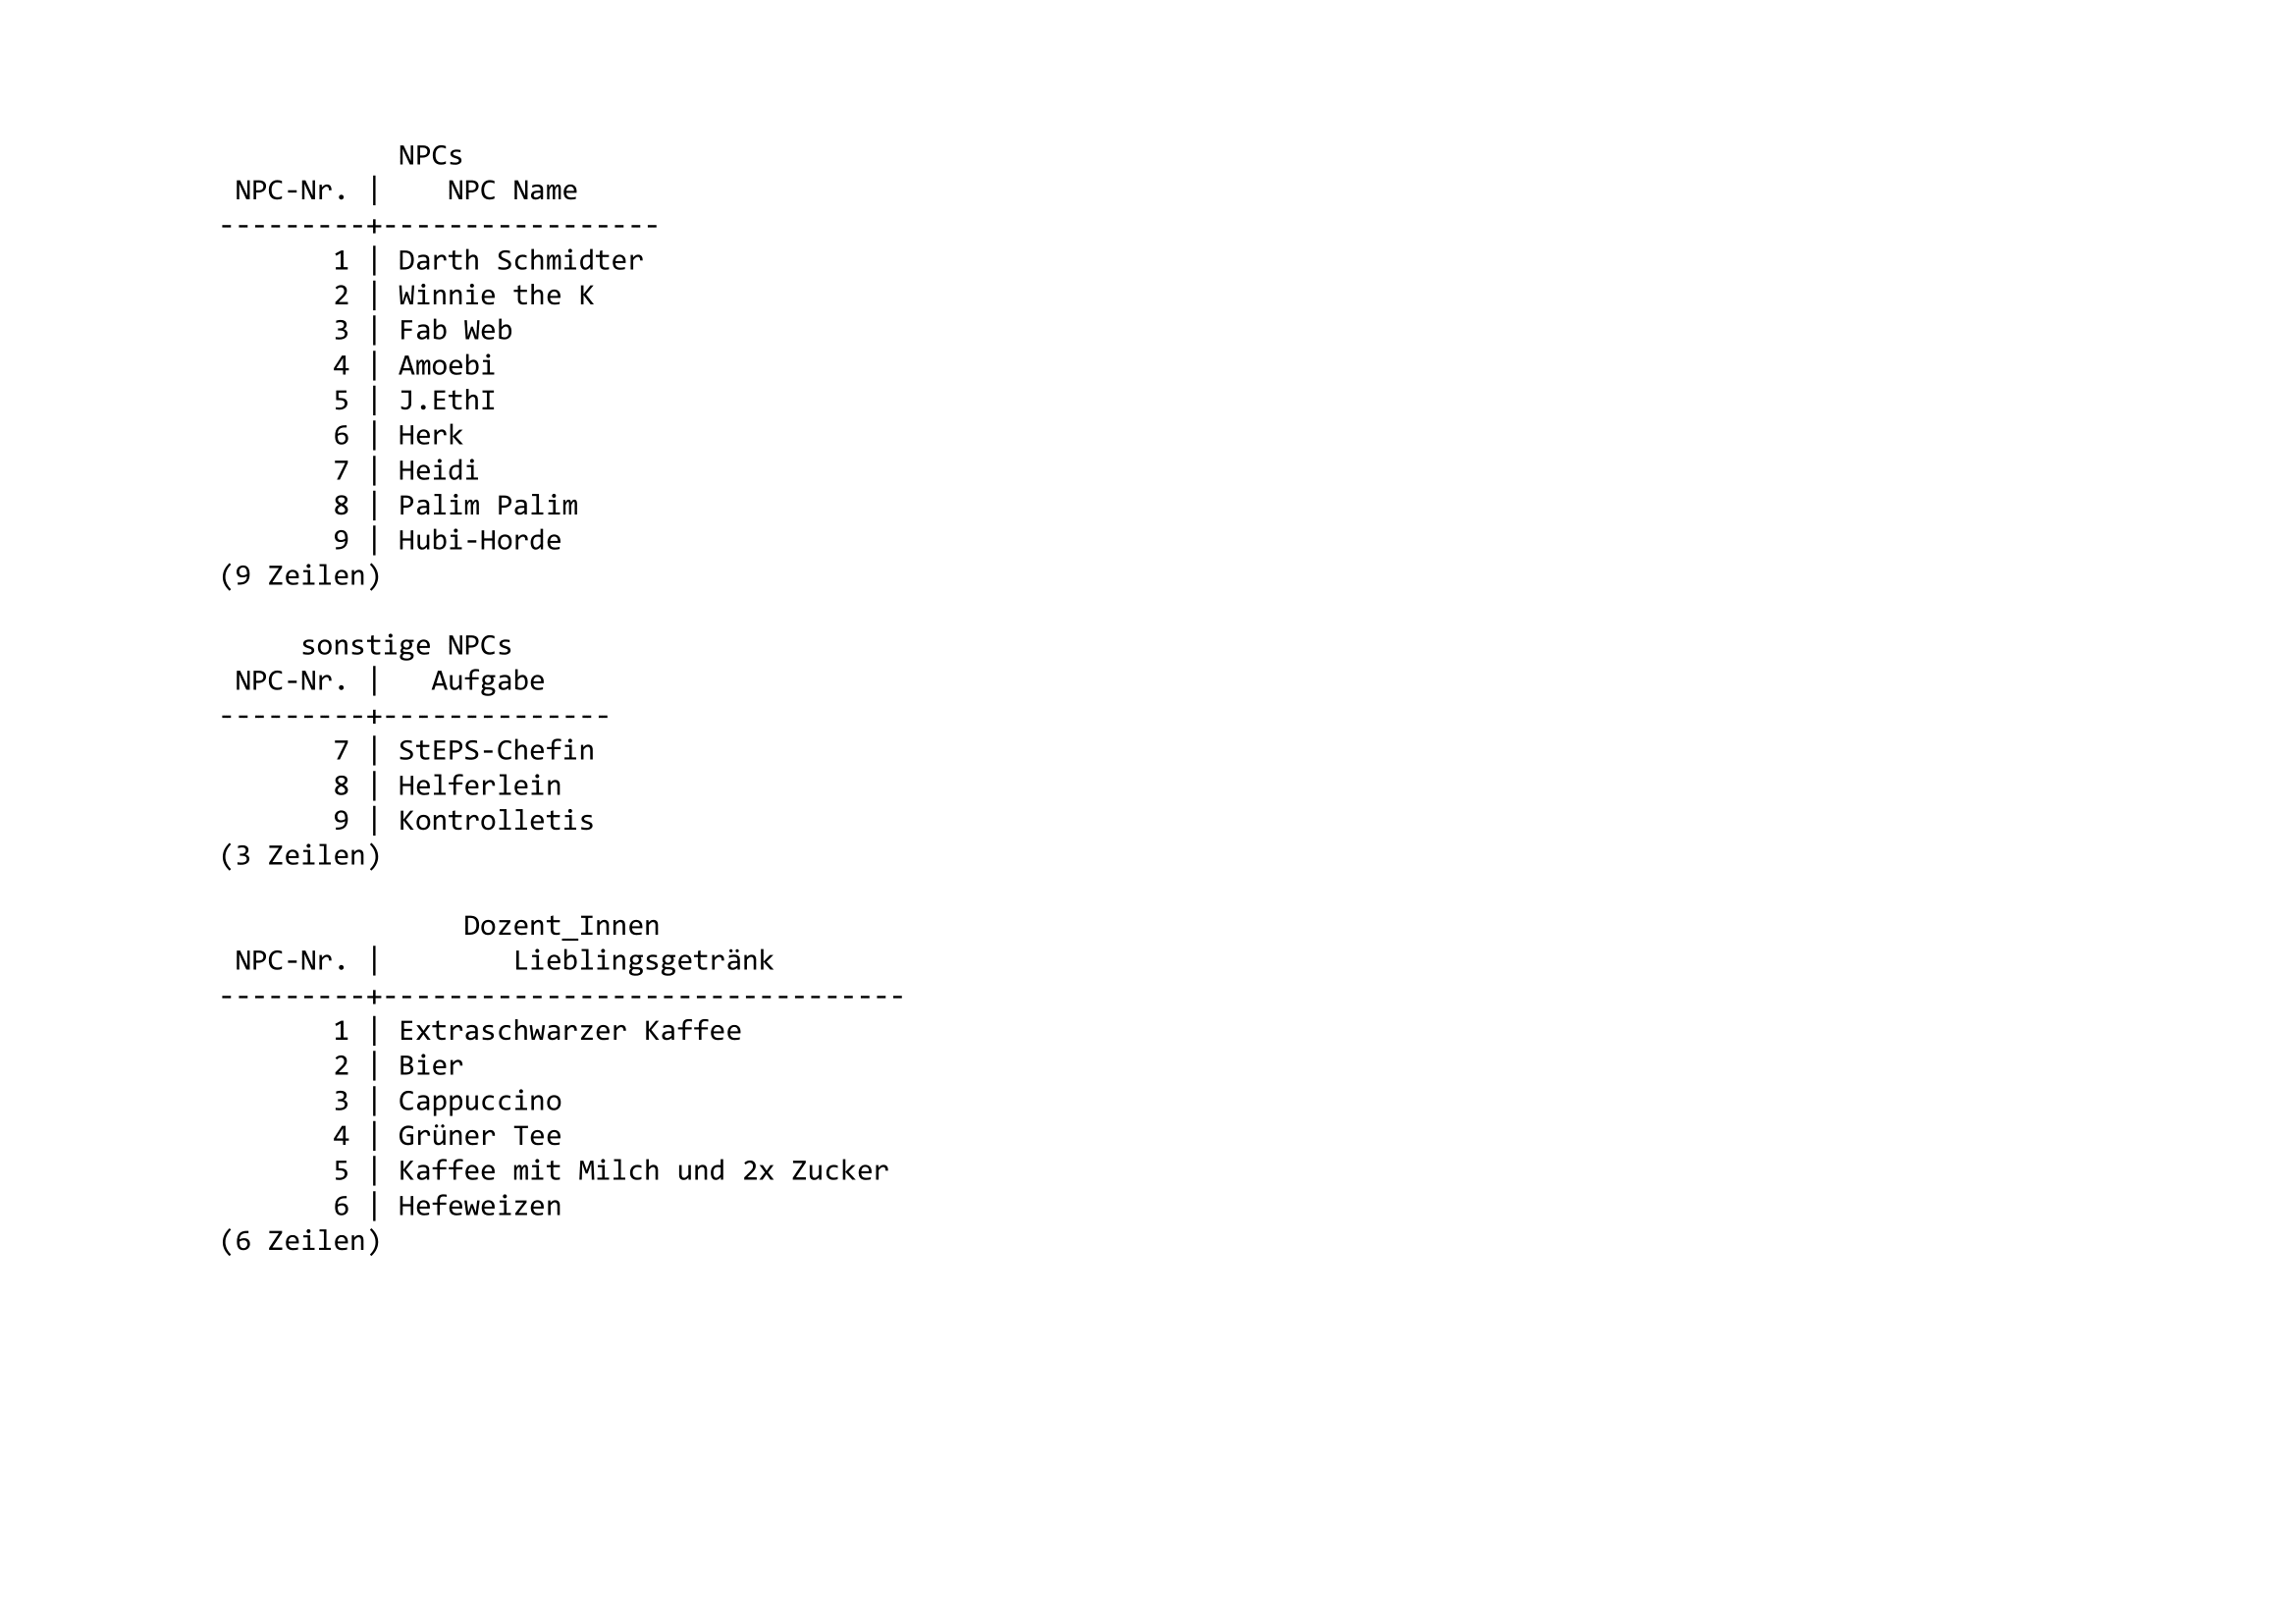 NPCs
NPC-Nr. | NPC Name
---------+-----------------
1 | Darth Schmidter
2 | Winnie the K
3 | Fab Web
4 | Amoebi
5 | J.EthI
6 | Herk
7 | Heidi
8 | Palim Palim
9 | Hubi-Horde
(9 Zeilen)
sonstige NPCs
NPC-Nr. | Aufgabe
---------+--------------
7 | StEPS-Chefin
8 | Helferlein
9 | Kontrolletis
(3 Zeilen)
Dozent_Innen
NPC-Nr. | Lieblingsgetränk
---------+--------------------------------
1 | Extraschwarzer Kaffee
2 | Bier
3 | Cappuccino
4 | Grüner Tee
5 | Kaffee mit Milch und 2x Zucker
6 | Hefeweizen
(6 Zeilen)